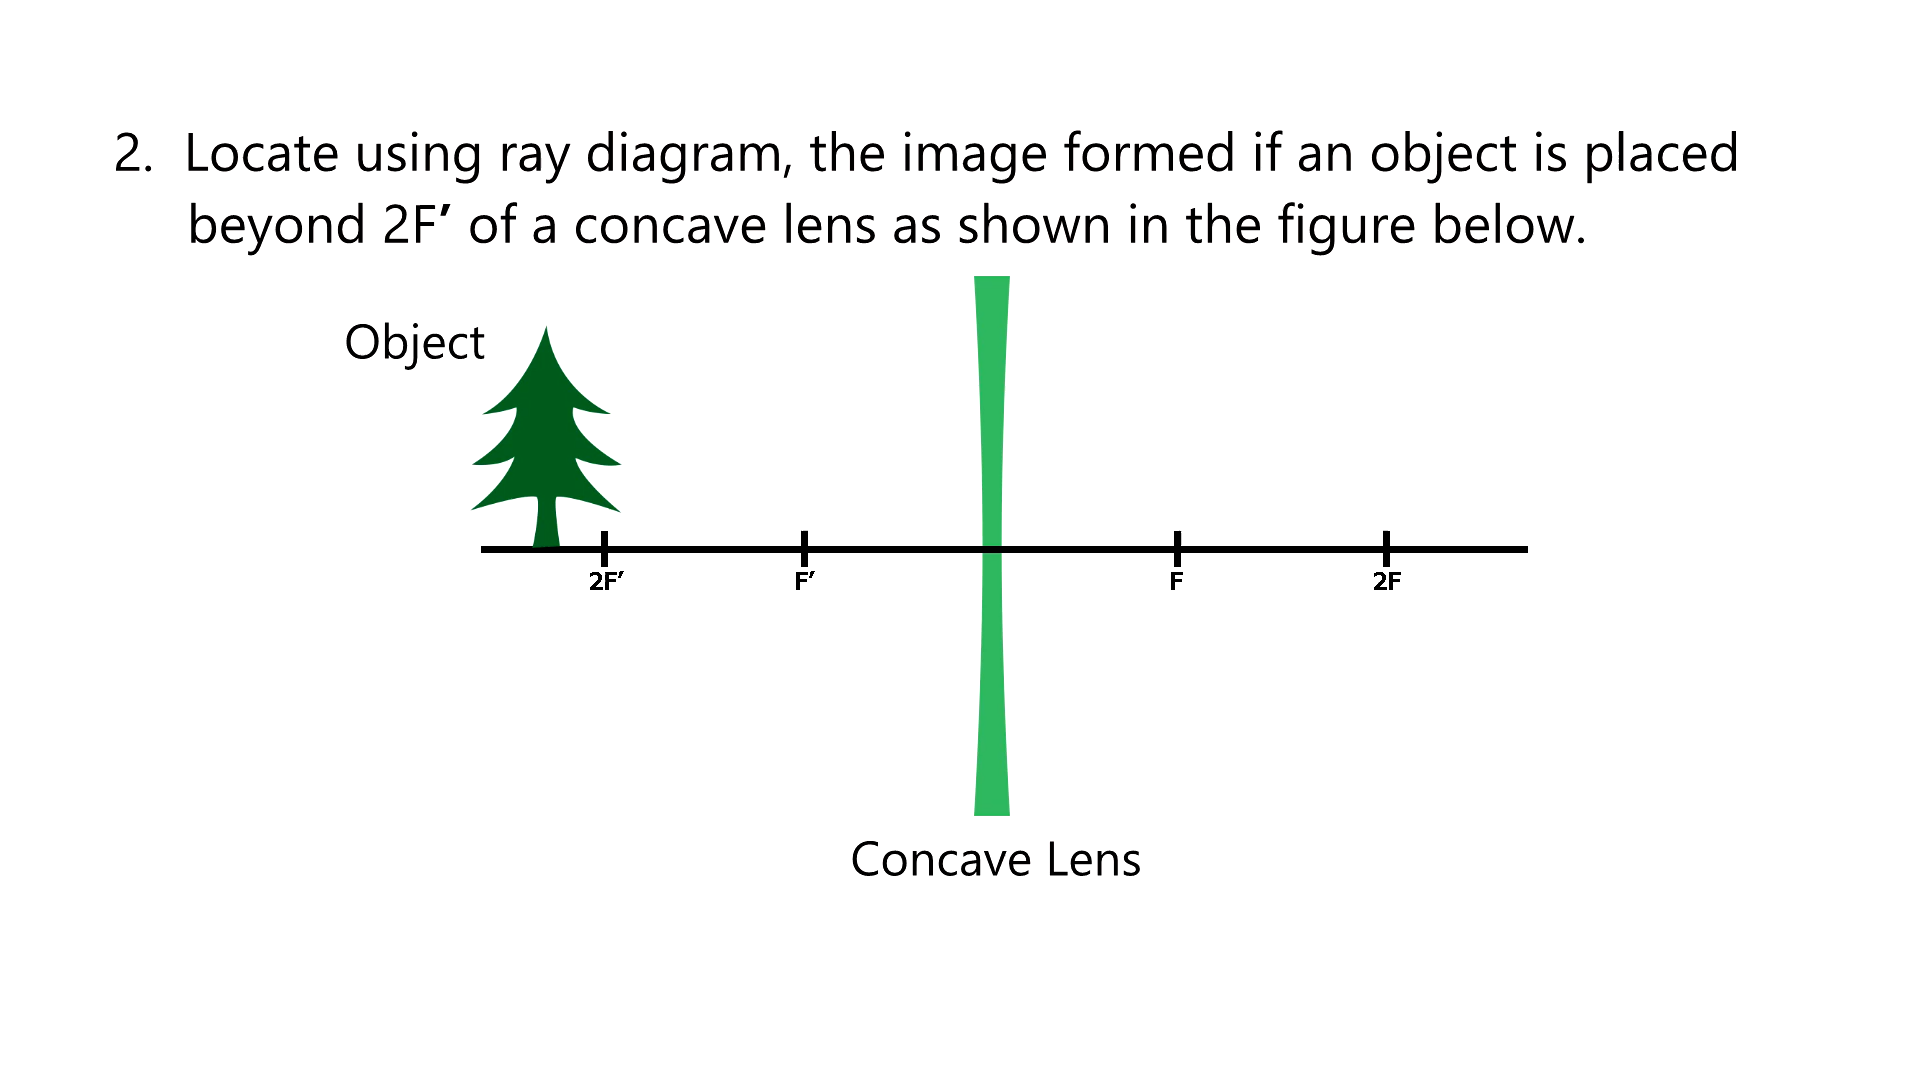 2. Locate using ray diagram, the image formed if an object is placed
beyond 2F′ of a concave lens as shown in the figure below.
Object
2F′ F′ F 2F
Concave Lens